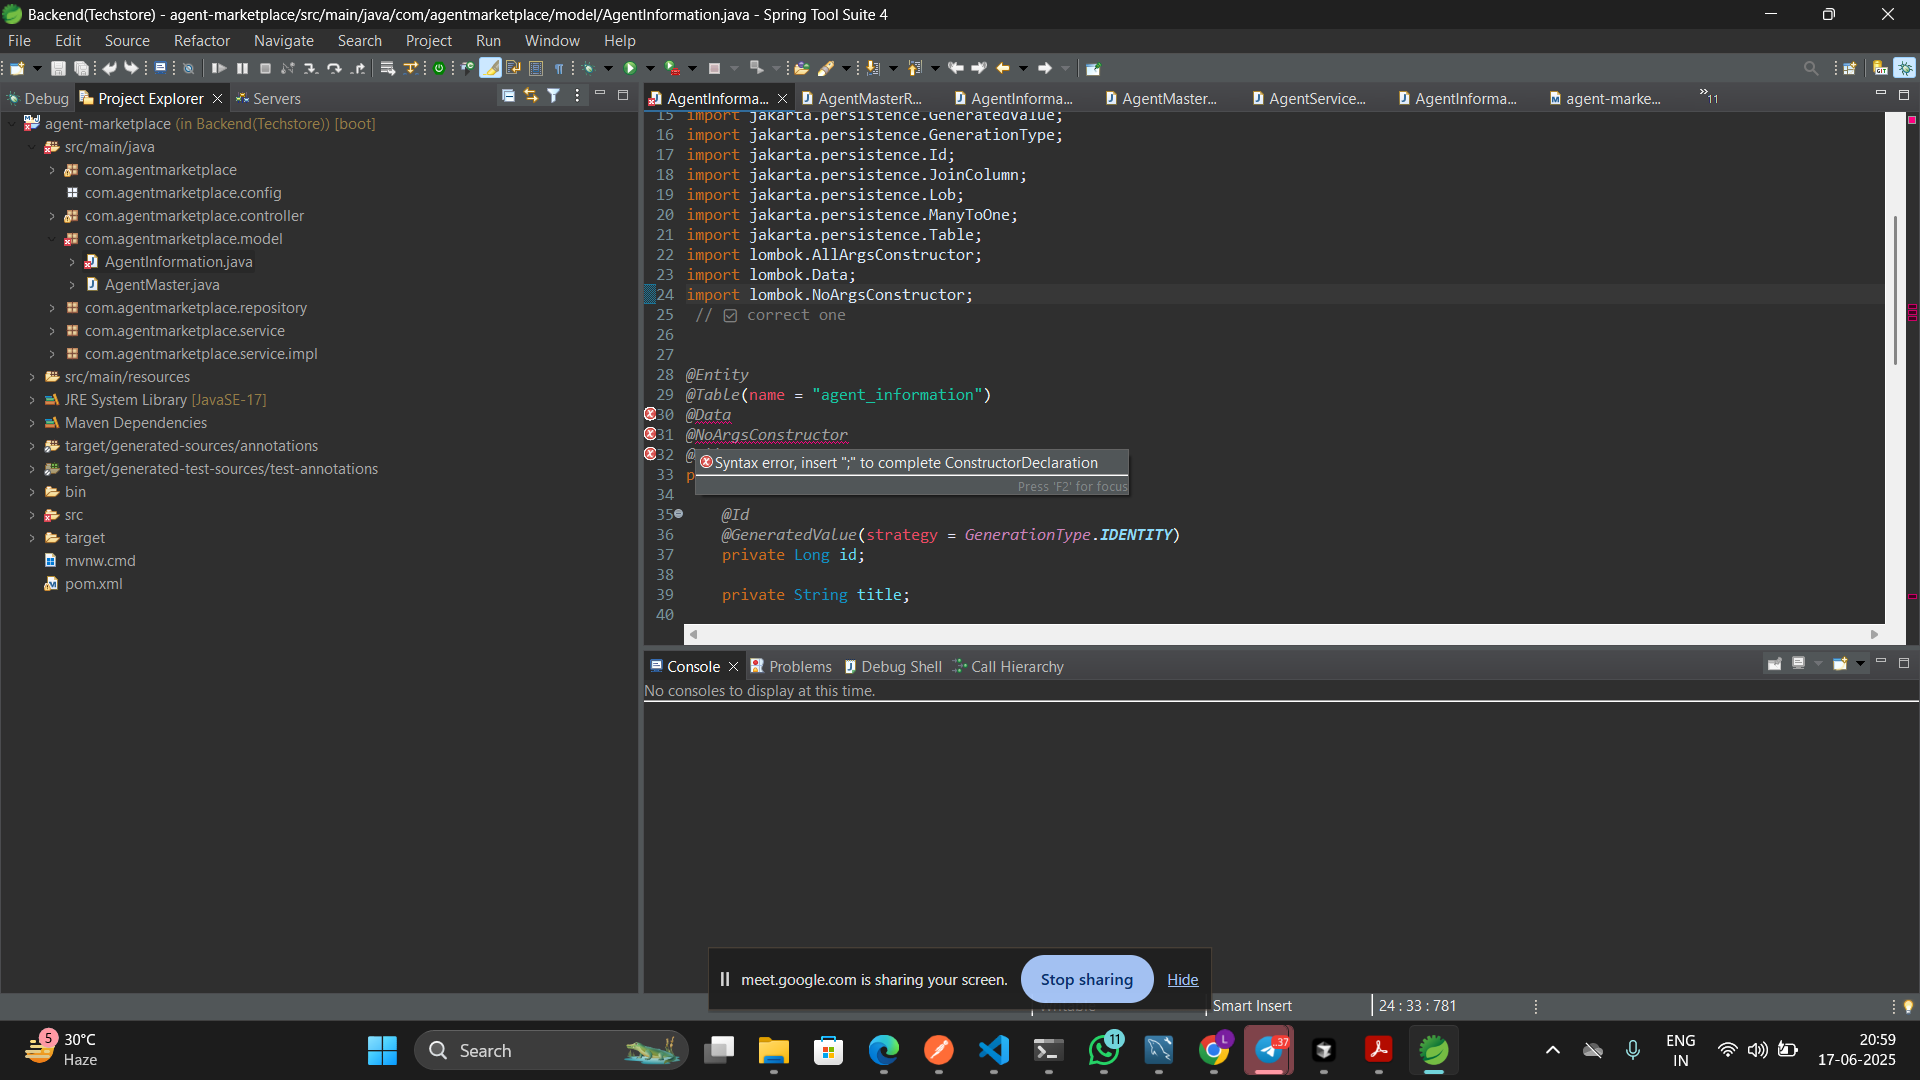 Backend(Techstore) - agent-marketplace/src/main/java/com/agentmarketplace/model/AgentInformation.java - Spring Tool Suite 4
File Edit Source Refactor Navigate Search Project Run Window Help
Debug Project Explorer Servers
AgentInforma... AgentMasterR... AgentInforma... AgentMaster... AgentService... AgentInforma... agent-marke... »11
agent-marketplace (in Backend(Techstore)) [boot]
src/main/java
com.agentmarketplace
com.agentmarketplace.config
com.agentmarketplace.controller
com.agentmarketplace.model
AgentInformation.java
AgentMaster.java
com.agentmarketplace.repository
com.agentmarketplace.service
com.agentmarketplace.service.impl
src/main/resources
JRE System Library [JavaSE-17]
Maven Dependencies
target/generated-sources/annotations
target/generated-test-sources/test-annotations
bin
src
target
mvnw.cmd
pom.xml
15 import jakarta.persistence.GeneratedValue;
16 import jakarta.persistence.GenerationType;
17 import jakarta.persistence.Id;
18 import jakarta.persistence.JoinColumn;
19 import jakarta.persistence.Lob;
20 import jakarta.persistence.ManyToOne;
21 import jakarta.persistence.Table;
22 import lombok.AllArgsConstructor;
23 import lombok.Data;
24 import lombok.NoArgsConstructor;
25 // ☑ correct one
26
27
28 @Entity
29 @Table(name = "agent_information")
30 @Data
31 @NoArgsConstructor
32 @
Syntax error, insert ";" to complete ConstructorDeclaration
33 p
Press 'F2' for focus
34
35 @Id
36 @GeneratedValue(strategy = GenerationType.IDENTITY)
37 private Long id;
38
39 private String title;
40
Console Problems Debug Shell Call Hierarchy
No consoles to display at this time.
meet.google.com is sharing your screen. Stop sharing Hide
Smart Insert 24 : 33 : 781
5 30°C
Haze
Search
11
L
37
ENG
IN
20:59
17-06-2025